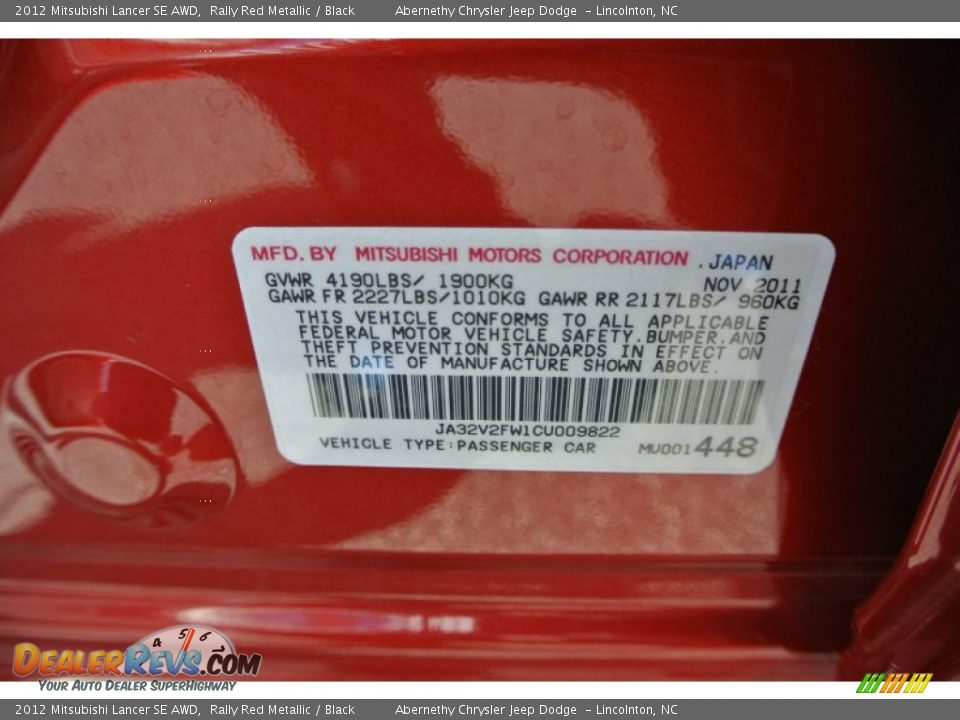 2012 Mitsubishi Lancer SE AWD, Rally Red Metallic / Black Abernethy Chrysler Jeep Dodge - Lincolnton, NC
MFD. BY MITSUBISHI MOTORS CORPORATION . JAPAN
GVWR 4190LBS/ 1900KG NOV 2011
GAWR FR 2227LBS/1010KG GAWR RR 2117LBS/ 960KG
THIS VEHICLE CONFORMS TO ALL APPLICABLE
FEDERAL MOTOR VEHICLE SAFETY.BUMPER.AND
THEFT PREVENTION STANDARDS IN EFFECT ON
THE DATE OF MANUFACTURE SHOWN ABOVE.
JA32V2FW1CU009822
VEHICLE TYPE:PASSENGER CAR MU001448
4 5 6
DEALERREVS.COM
YOUR AUTO DEALER SUPERHIGHWAY
2012 Mitsubishi Lancer SE AWD, Rally Red Metallic / Black Abernethy Chrysler Jeep Dodge - Lincolnton, NC